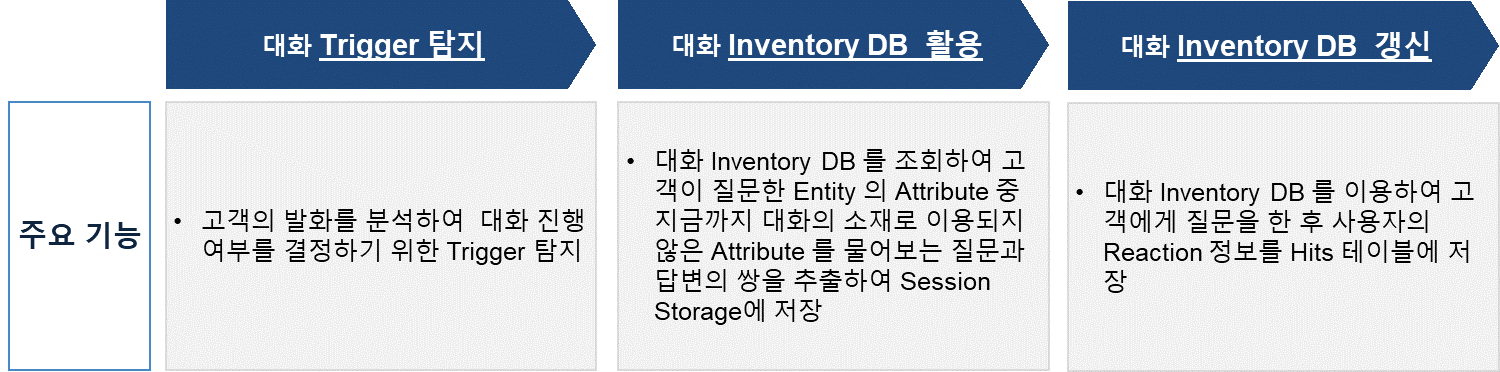 대화 Trigger 탐지
대화 Inventory DB 활용
대화 Inventory DB 갱신
주요 기능
• 고객의 발화를 분석하여 대화 진행
여부를 결정하기 위한 Trigger 탐지
• 대화 Inventory DB 를 조회하여 고
객이 질문한 Entity 의 Attribute 중
지금까지 대화의 소재로 이용되지
않은 Attribute 를 물어보는 질문과
답변의 쌍을 추출하여 Session
Storage에 저장
• 대화 Inventory DB 를 이용하여 고
객에게 질문을 한 후 사용자의
Reaction 정보를 Hits 테이블에 저
장